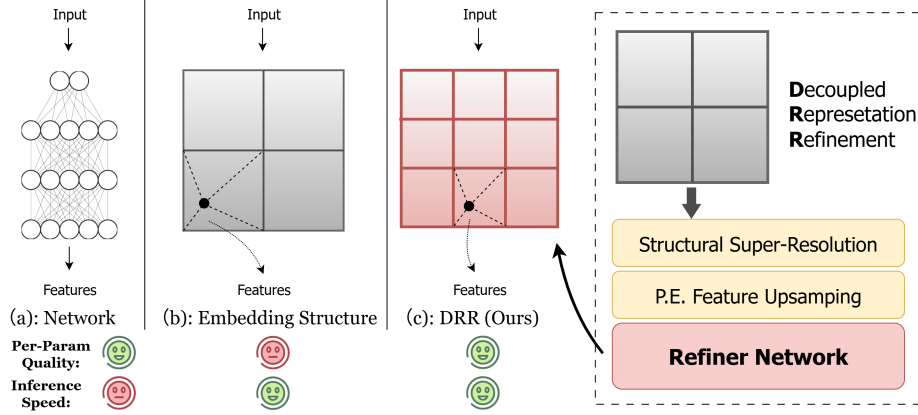 Input
Features
(a): Network
Input
Features
(b): Embedding Structure
Input
Features
(c): DRR (Ours)
Per-Param
Quality:
Inference
Speed:
Decoupled
Represetation
Refinement
Structural Super-Resolution
P.E. Feature Upsamping
Refiner Network